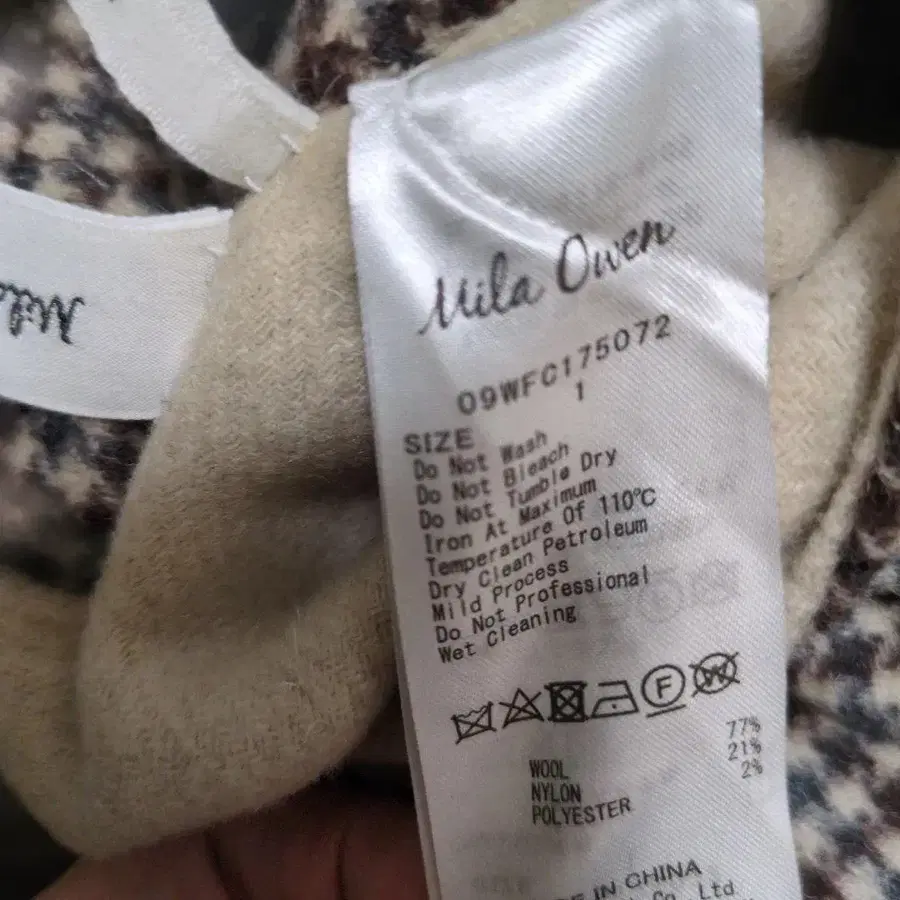 Mila Owen
09WFC175072
SIZE 1
Do Not Wash
Do Not Bleach
Do Not Tumble Dry
Iron At Maximum
Temperature Of 110℃
Dry Clean Petroleum
Mild Process
Do Not Professional
Wet Cleaning
F W
WOOL 77%
NYLON 21%
POLYESTER 2%
IN CHINA
Co., Ltd